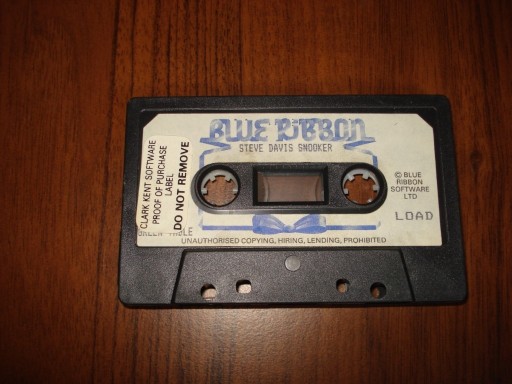 BLUE RIBBON
STEVE DAVIS SNOOKER
CLARK KENT SOFTWARE
PROOF OF PURCHASE
LABEL
DO NOT REMOVE
© BLUE
RIBBON
SOFTWARE
LTD
LOAD
UNAUTHORISED COPYING, HIRING, LENDING, PROHIBITED